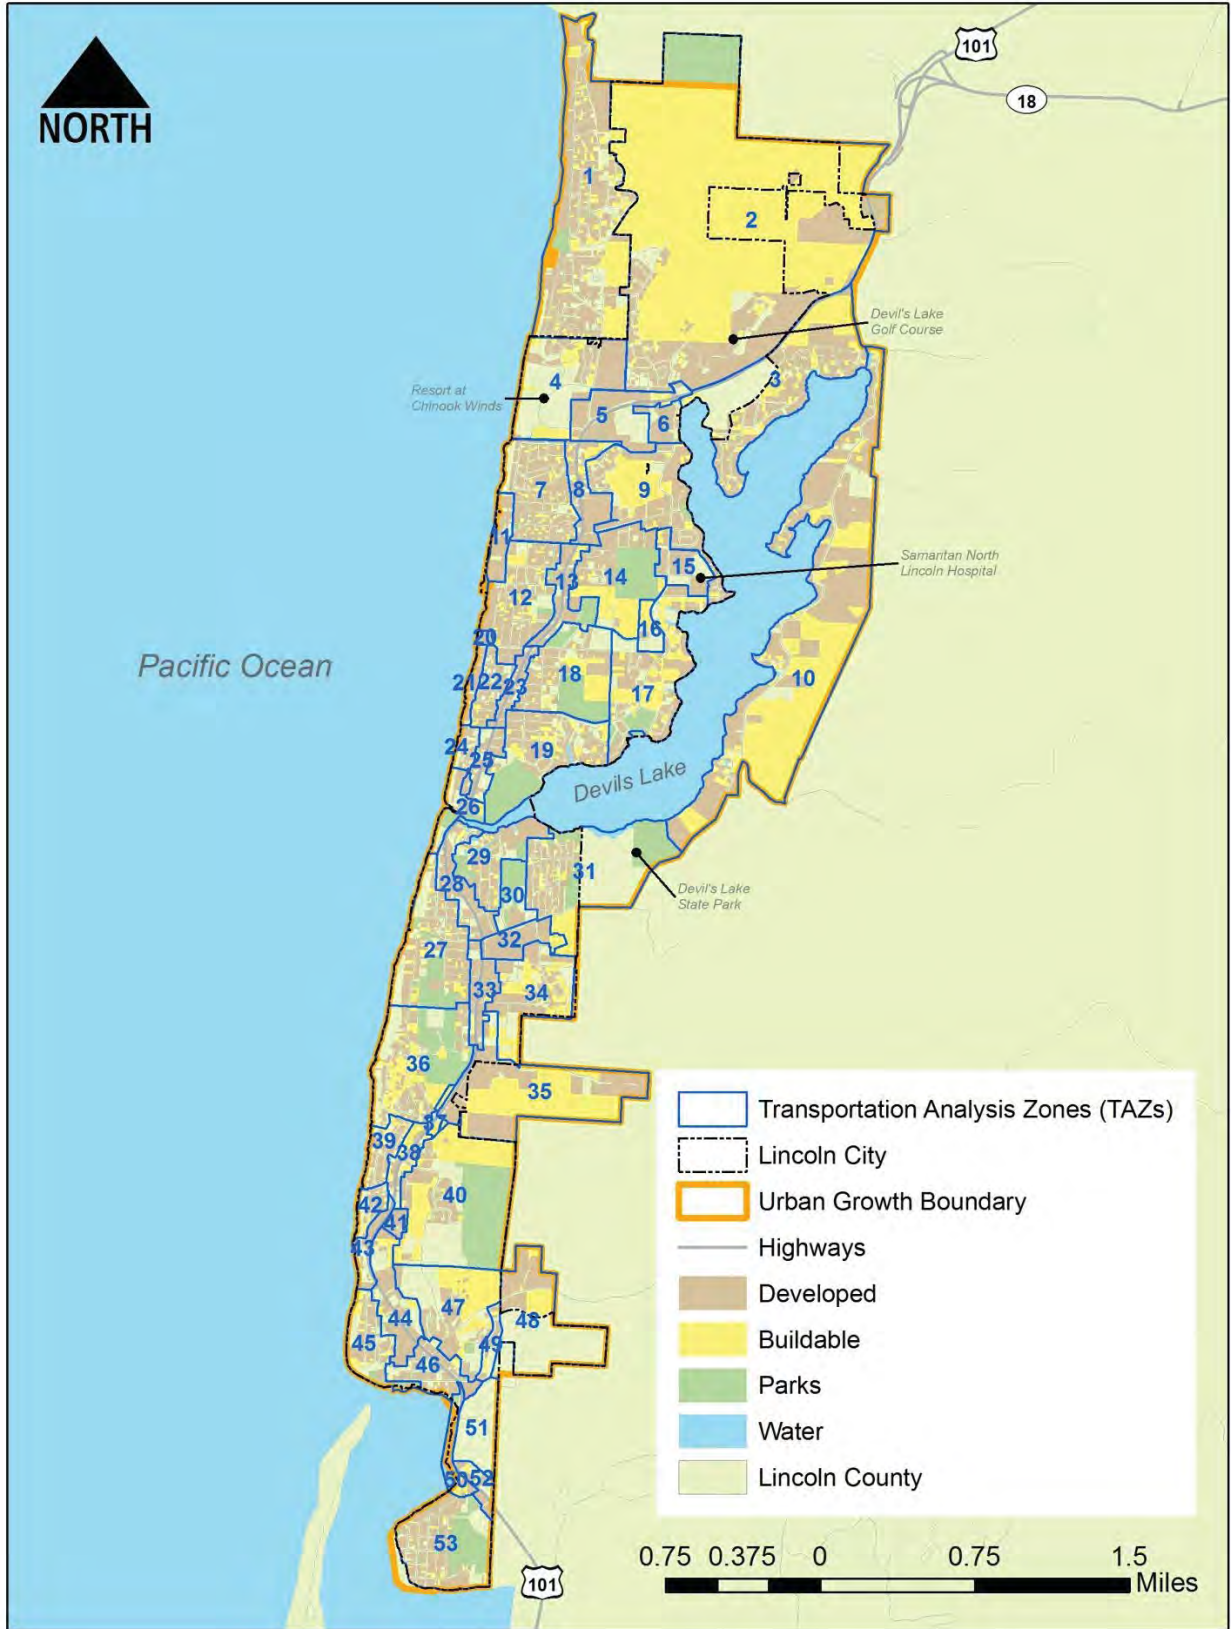 101
18
NORTH
1
2
Devil's Lake
Golf Course
3
4
Resort at
Chinook Winds
5
6
7
8
9
11
Samaritan North
Lincoln Hospital
15
14
13
12
16
20
Pacific Ocean
10
18
21
22
23
17
24
19
25
Devils Lake
26
29
31
28
30
Devil's Lake
State Park
32
27
33
34
36
35
37
39
38
40
42
41
43
47
48
44
45
49
46
51
50
52
53
Transportation Analysis Zones (TAZs)
Lincoln City
Urban Growth Boundary
Highways
Developed
Buildable
Parks
Water
Lincoln County
0.75 0.375 0 0.75 1.5
Miles
101